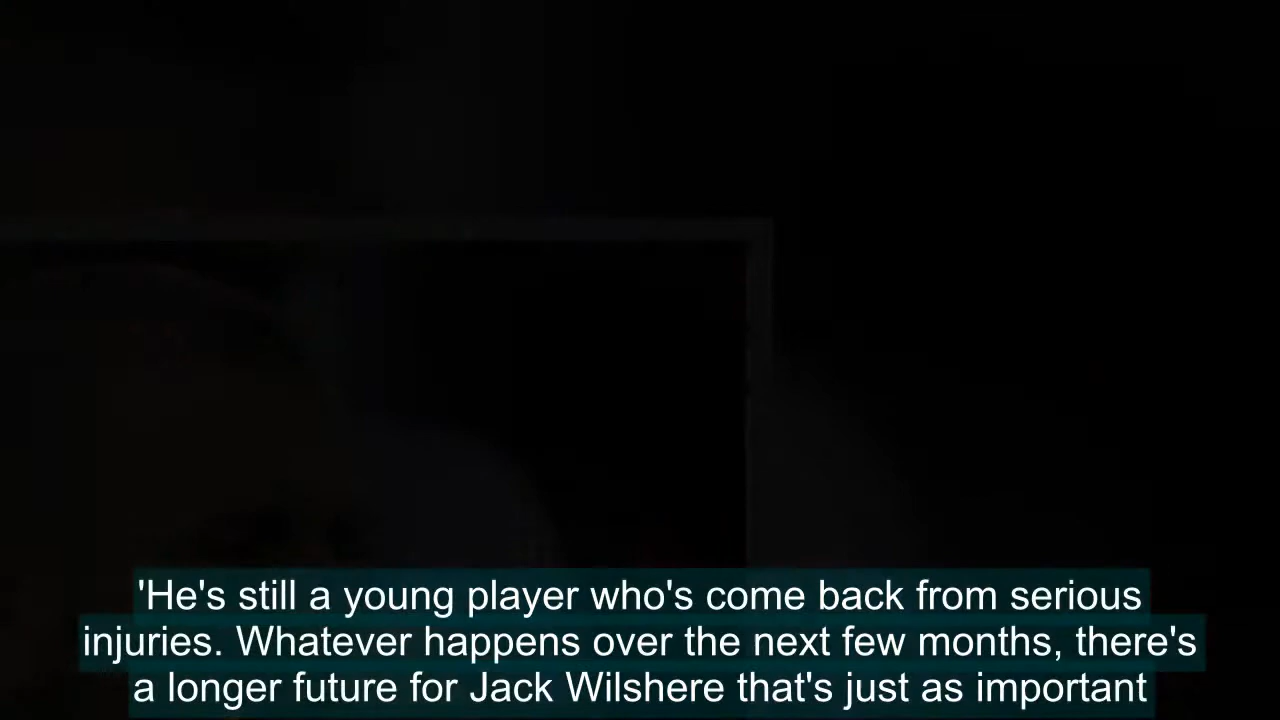 'He's still a young player who's come back from serious
injuries. Whatever happens over the next few months, there's
a longer future for Jack Wilshere that's just as important